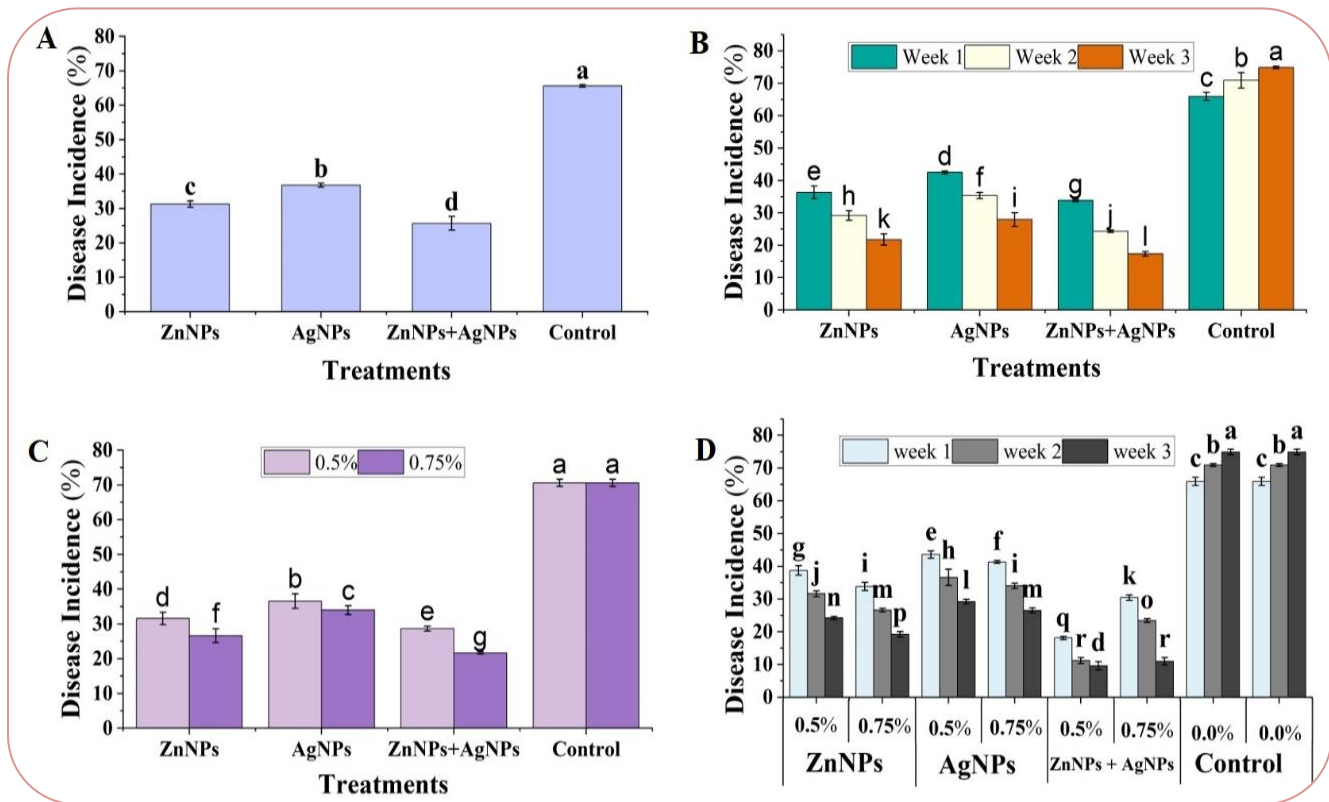 A
Disease Incidence (%)
80
70
60
50
40
30
20
10
0
c
b
d
a
ZnNPs
AgNPs
ZnNPs+AgNPs
Control
Treatments
B
Disease Incidence (%)
Week 1 Week 2 Week 3
80
70
60
50
40
30
20
10
0
e h k
d f i
g j l
c b a
ZnNPs
AgNPs
ZnNPs+AgNPs
Control
Treatments
C
Disease Incidence (%)
0.5% 0.75%
80
70
60
50
40
30
20
10
0
d f
b c
e g
a a
ZnNPs
AgNPs
ZnNPs+AgNPs
Control
Treatments
D
Disease Incidence (%)
week 1 week 2 week 3
80
70
60
50
40
30
20
10
0
g j n
i m p
e h l
f i m
q r d
k o r
c b a
c b a
0.5% 0.75% 0.5% 0.75% 0.5% 0.75% 0.0% 0.0%
ZnNPs AgNPs ZnNPs + AgNPs Control